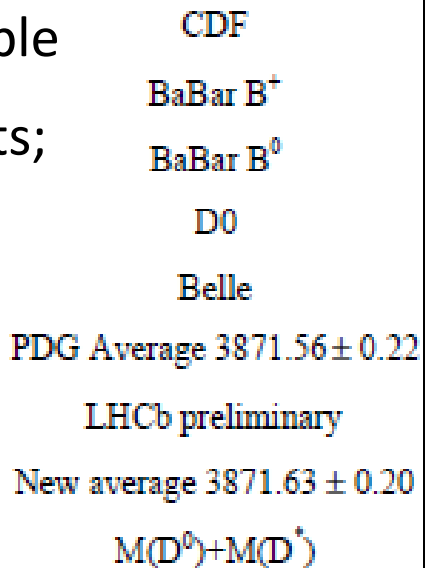 CDF
ble
BaBar B⁺
ts;
BaBar B⁰
D0
Belle
PDG Average 3871.56± 0.22
LHCb preliminary
New average 3871.63 ± 0.20
M(D⁰)+M(D*)